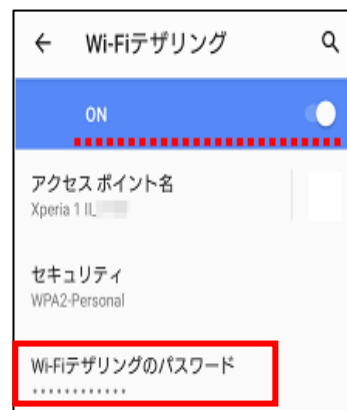 Wi-Fiテザリング
ON
アクセス ポイント名
Xperia 1 II_
セキュリティ
WPA2-Personal
Wi-Fiテザリングのパスワード
************